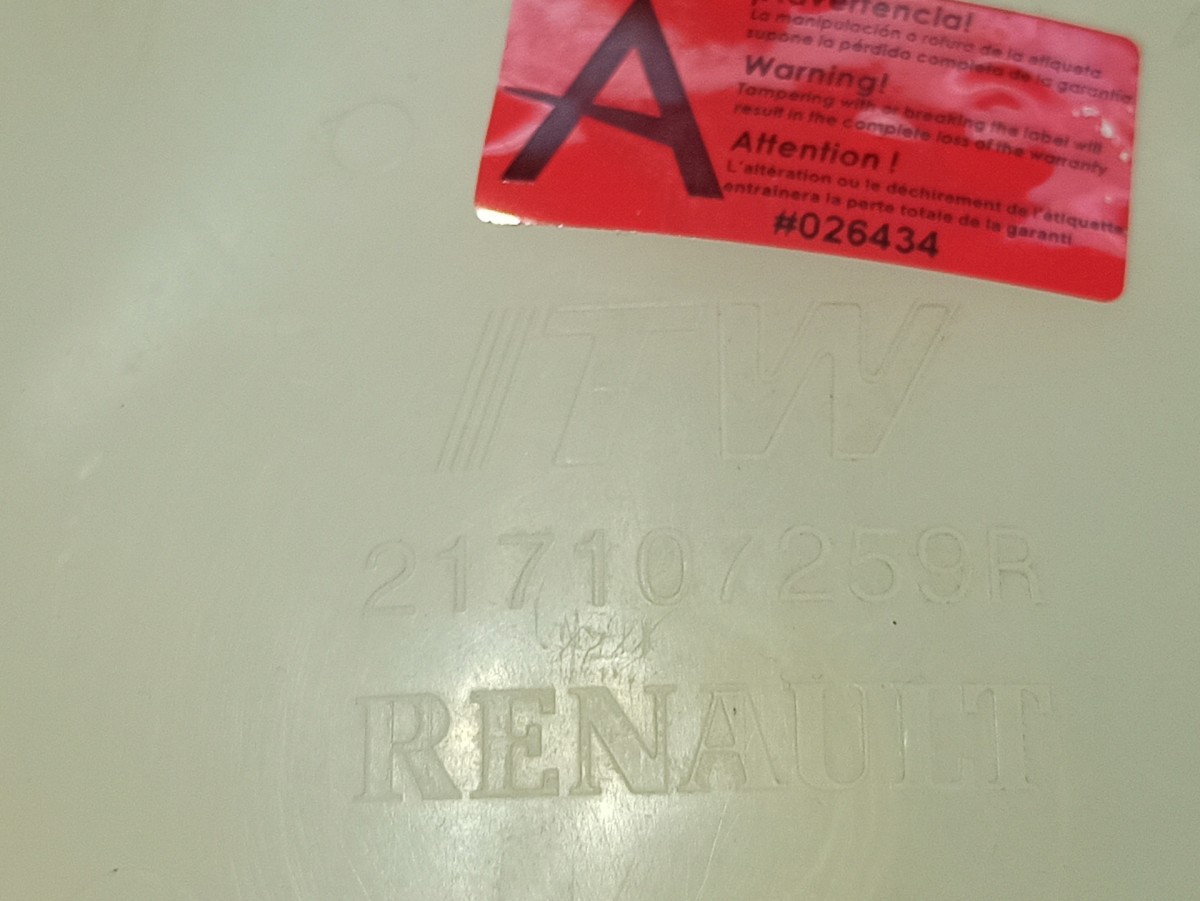 ¡Advertencia!
La manipulación o rotura de la etiqueta
supone la pérdida completa de la garantía
Warning!
Tampering with or breaking the label will
result in the complete loss of the warranty
Attention !
L'altération ou le déchirement de l'étiquette
entraînera la perte totale de la garanti
#026434
A
ITW
217107259R
RENAULT